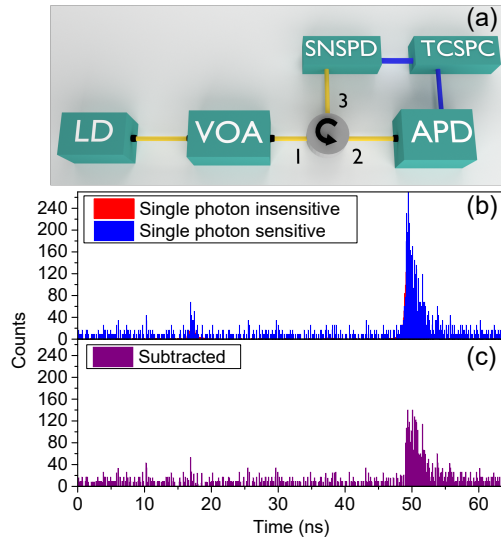 (a)
SNSPD
TCSPC
3
LD
VOA
APD
1
2
(b)
Single photon insensitive
Single photon sensitive
240
200
160
120
80
40
0
Counts
(c)
Subtracted
240
200
160
120
80
40
0
0 10 20 30 40 50 60
Time (ns)